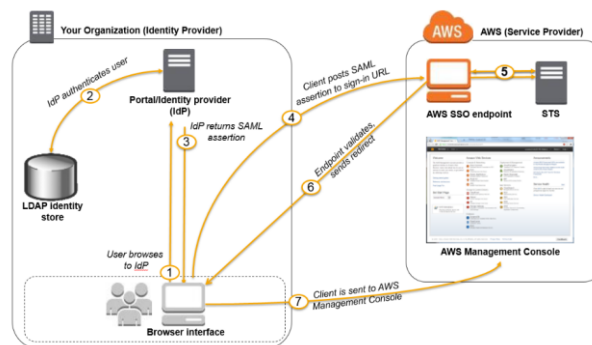 Your Organization (Identity Provider)
AWS
AWS (Service Provider)
IdP authenticates user
2
Portal/Identity provider
(IdP)
3
IdP returns SAML
assertion
LDAP identity
store
User browses
to IdP
1
Browser interface
4
Client posts SAML
assertion to sign-in URL
5
AWS SSO endpoint
STS
6
Endpoint validates,
sends redirect
AWS Management Console
7
Client is sent to AWS
Management Console